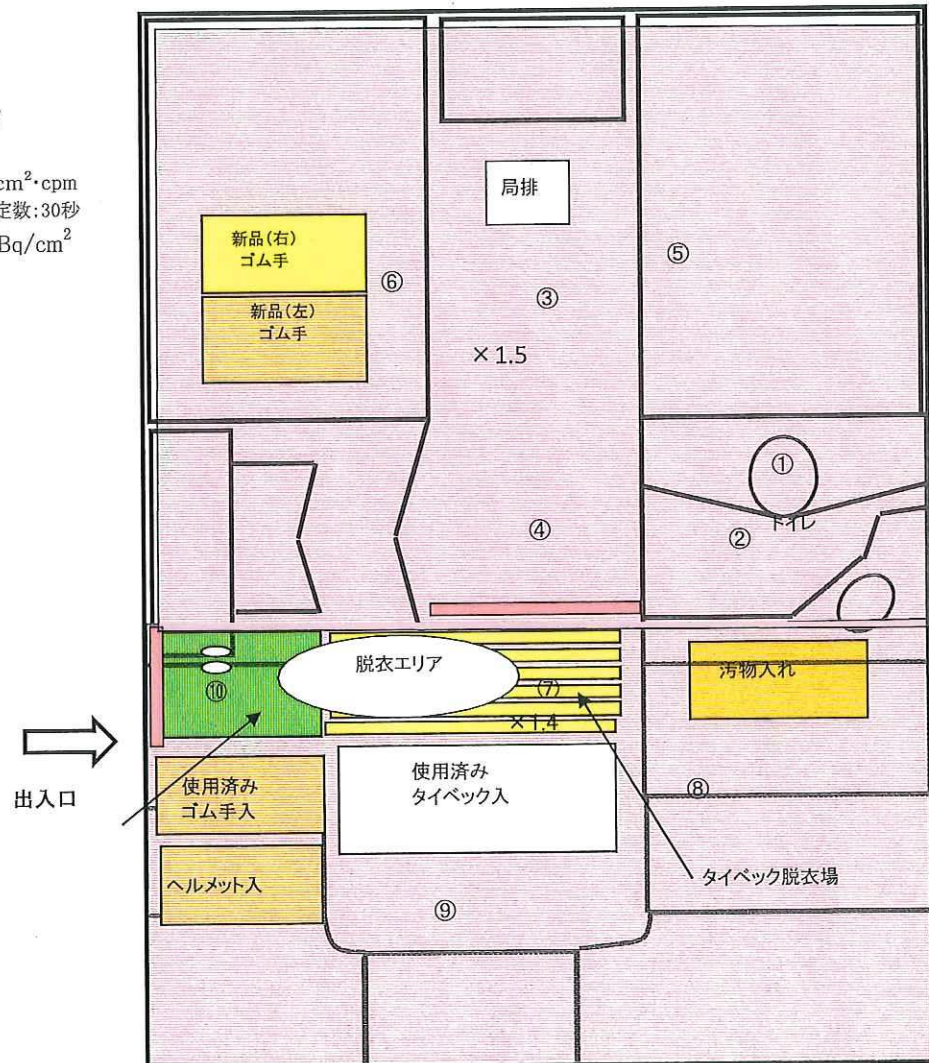 cm²・cpm
定数;30秒
Bq/cm²
局排
新品(右)
ゴム手
新品(左)
ゴム手
⑥
⑤
③
×1.5
①
トイレ
②
④
脱衣エリア
⑩
⑦
×1.4
汚物入れ
出入口
使用済み
ゴム手入
使用済み
タイベック入
⑧
ヘルメット入
タイベック脱衣場
⑨